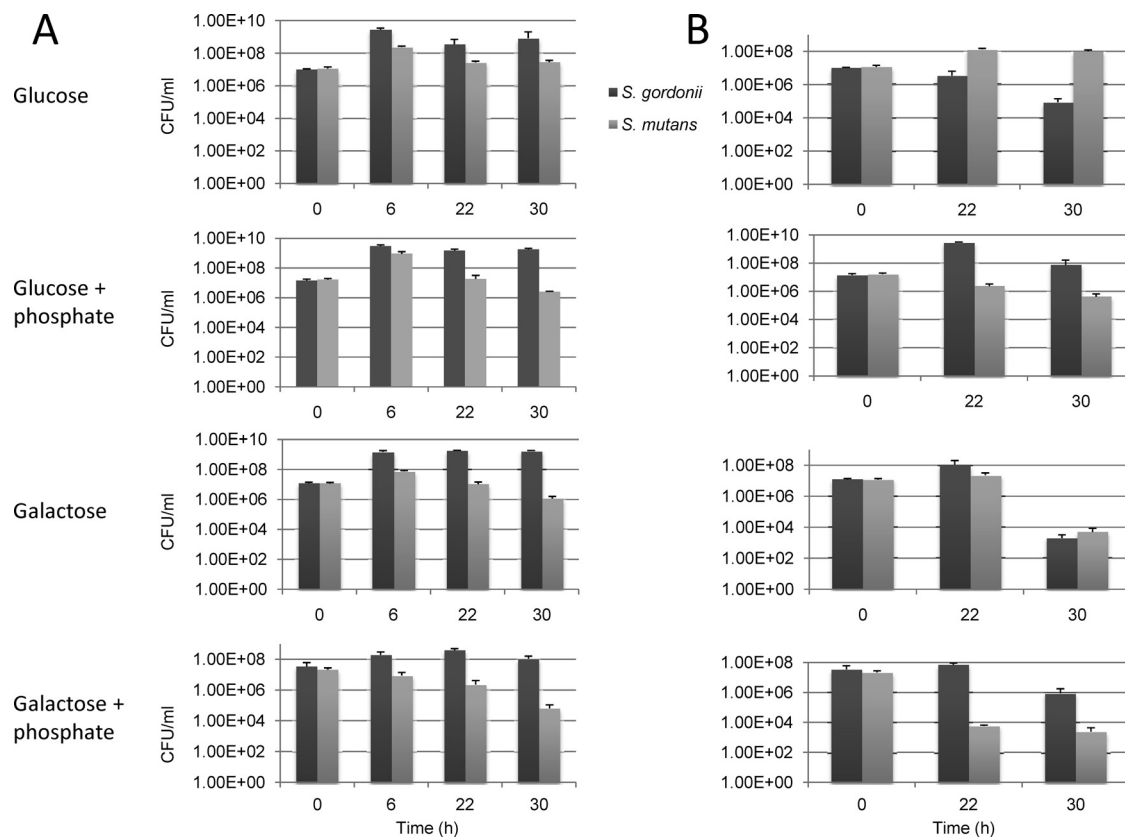 A
B
Glucose
CFU/ml
1.00E+10
1.00E+08
1.00E+06
1.00E+04
1.00E+02
1.00E+00
0 6 22 30
S. gordonii
S. mutans
1.00E+08
1.00E+06
1.00E+04
1.00E+02
1.00E+00
0 22 30
Glucose +
phosphate
CFU/ml
1.00E+10
1.00E+08
1.00E+06
1.00E+04
1.00E+02
1.00E+00
0 6 22 30
1.00E+10
1.00E+08
1.00E+06
1.00E+04
1.00E+02
1.00E+00
0 22 30
Galactose
CFU/ml
1.00E+10
1.00E+08
1.00E+06
1.00E+04
1.00E+02
1.00E+00
0 6 22 30
1.00E+08
1.00E+06
1.00E+04
1.00E+02
1.00E+00
0 22 30
Galactose +
phosphate
CFU/ml
1.00E+08
1.00E+06
1.00E+04
1.00E+02
1.00E+00
0 6 22 30
Time (h)
1.00E+08
1.00E+06
1.00E+04
1.00E+02
1.00E+00
0 22 30
Time (h)